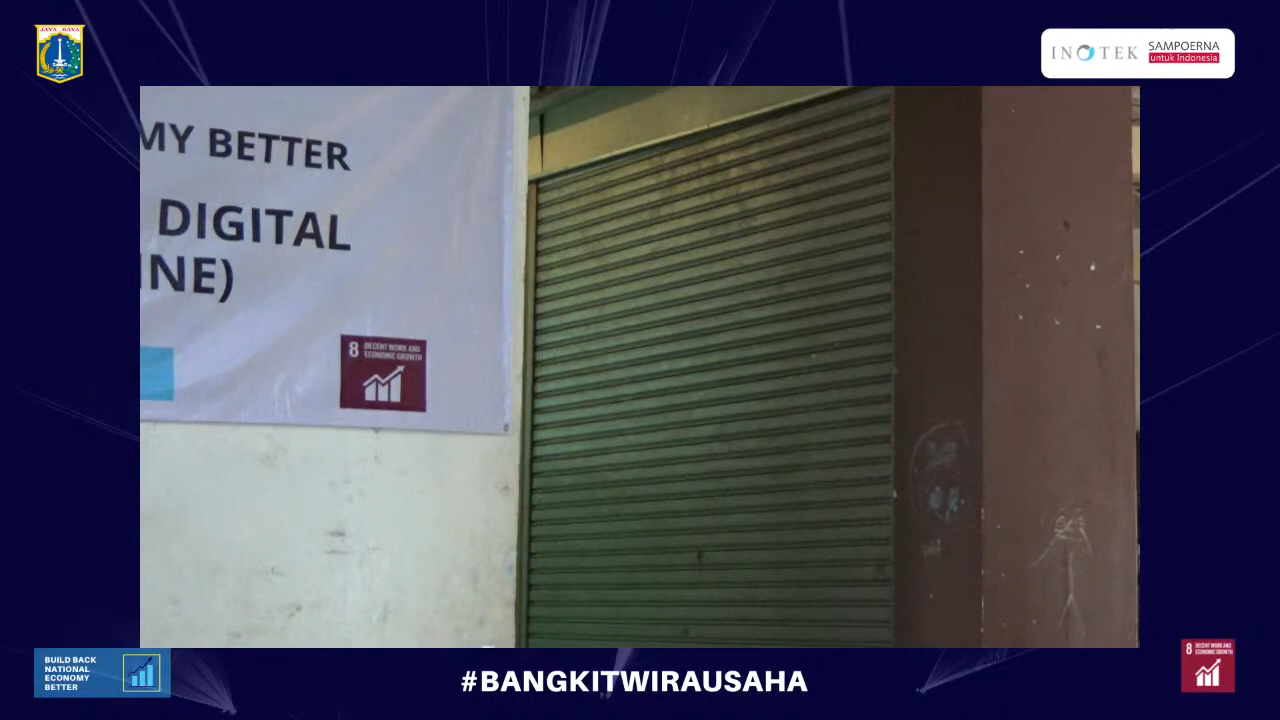 JAYA RAYA
INOTEK
SAMPOERNA
untuk Indonesia
MY BETTER
DIGITAL
INE)
8 DECENT WORK AND
ECONOMIC GROWTH
BUILD BACK
NATIONAL
ECONOMY
BETTER
#BANGKITWIRAUSAHA
8 DECENT WORK AND
ECONOMIC GROWTH